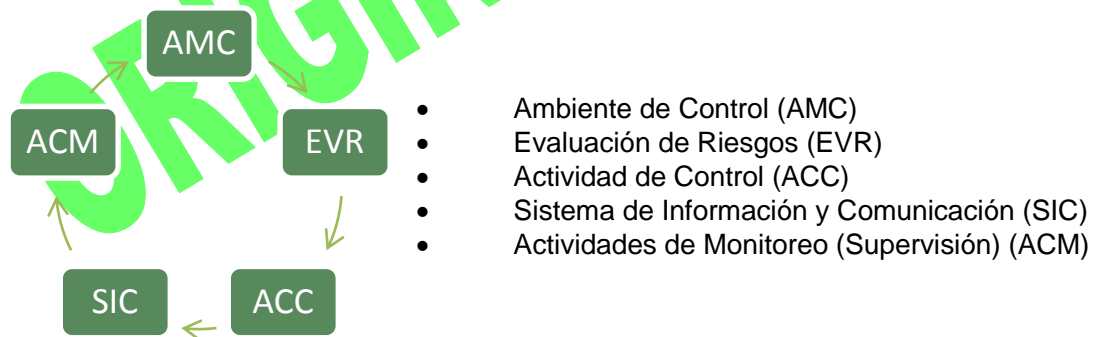 AMC
ACM
EVR
SIC
ACC
• Ambiente de Control (AMC)
• Evaluación de Riesgos (EVR)
• Actividad de Control (ACC)
• Sistema de Información y Comunicación (SIC)
• Actividades de Monitoreo (Supervisión) (ACM)